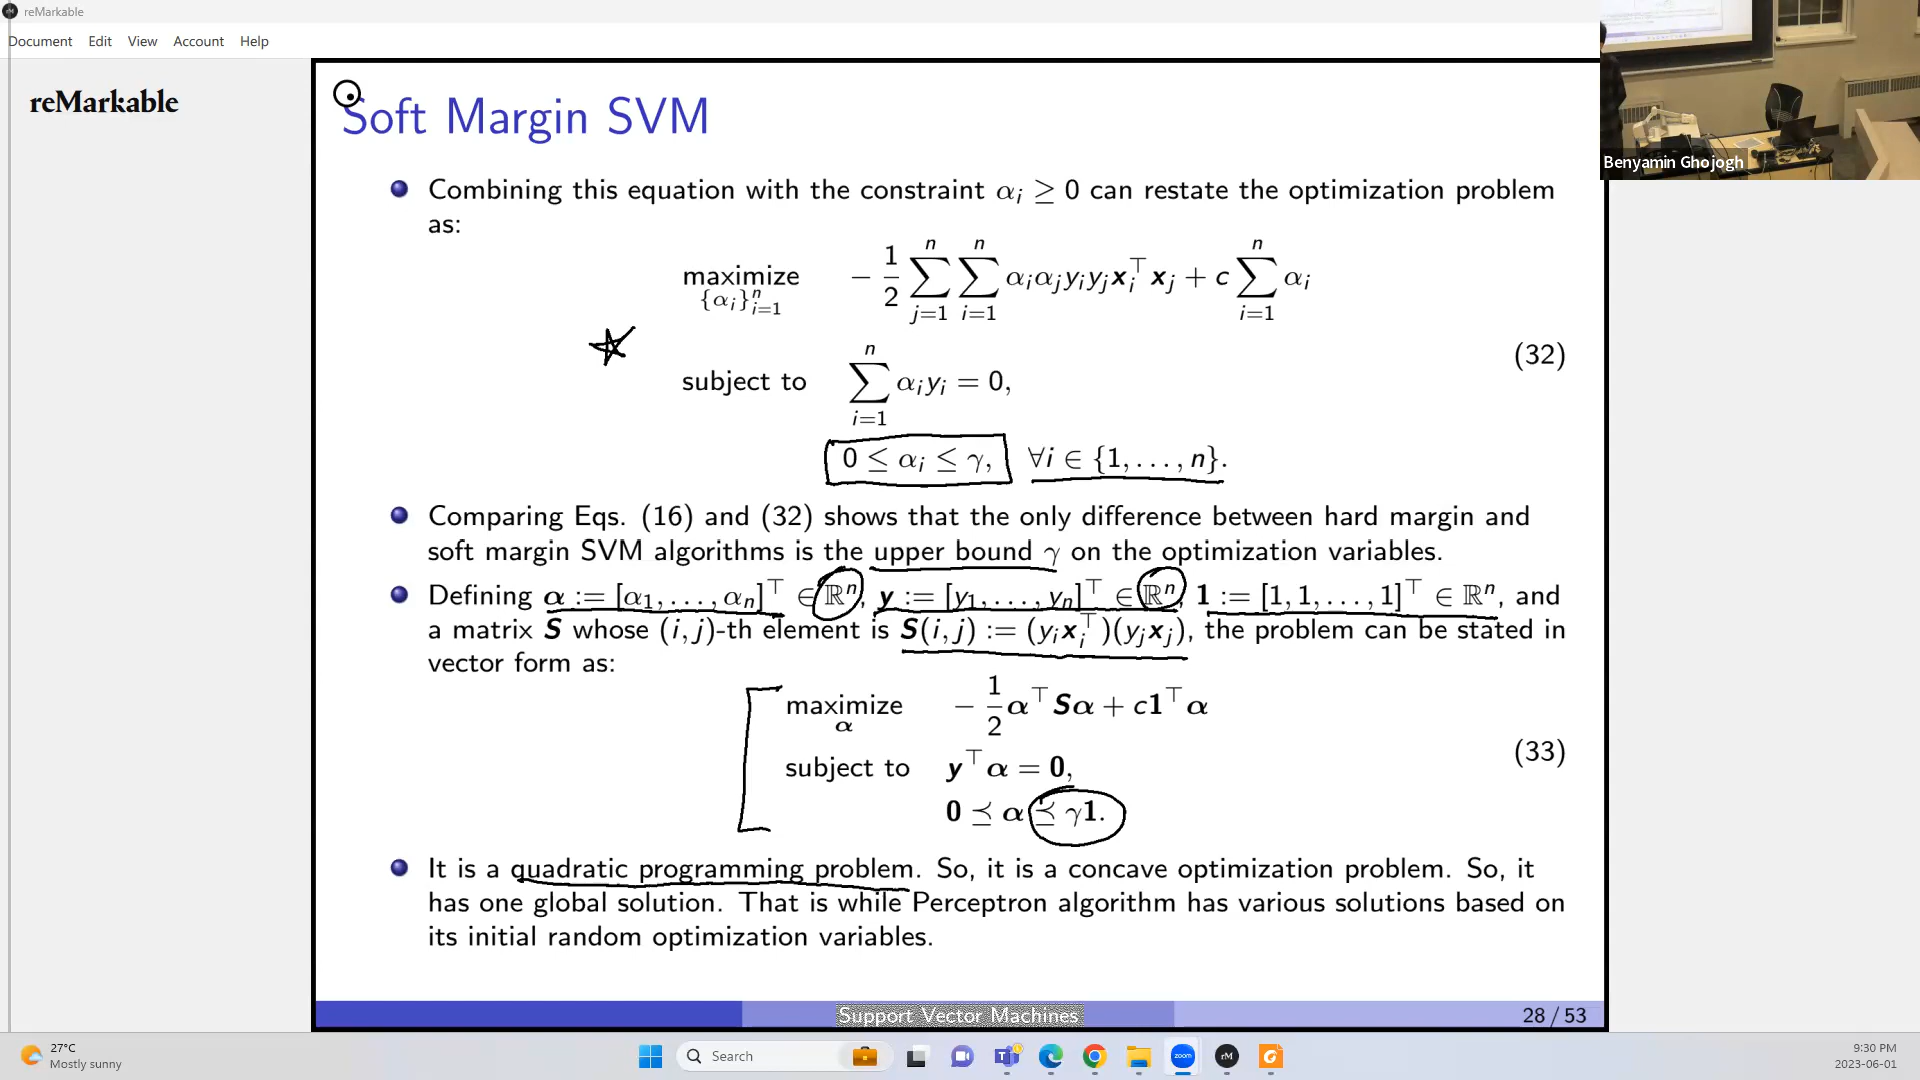 reMarkable
Document Edit View Account Help
reMarkable
Benyamin Ghojogh
Soft Margin SVM
Combining this equation with the constraint αᵢ ≥ 0 can restate the optimization problem
as:
maximize_{{αᵢ}ⁿᵢ₌₁} − 1/2 ∑ⁿⱼ₌₁ ∑ⁿᵢ₌₁ αᵢαⱼyᵢyⱼxᵢ^⊤xⱼ + c ∑ⁿᵢ₌₁ αᵢ
subject to ∑ⁿᵢ₌₁ αᵢyᵢ = 0,
(32)
0 ≤ αᵢ ≤ γ, ∀i ∈ {1, . . . , n}.
Comparing Eqs. (16) and (32) shows that the only difference between hard margin and
soft margin SVM algorithms is the upper bound γ on the optimization variables.
Defining α := [α₁, . . . , αₙ]^⊤ ∈ ℝⁿ, y := [y₁, . . . , yₙ]^⊤ ∈ ℝⁿ, 1 := [1, 1, . . . , 1]^⊤ ∈ ℝⁿ, and
a matrix S whose (i, j)-th element is S(i, j) := (yᵢxᵢ^⊤)(yⱼxⱼ), the problem can be stated in
vector form as:
maximize_α − 1/2 α^⊤Sα + c1^⊤α
subject to y^⊤α = 0,
(33)
0 ⪯ α ⪯ γ1.
It is a quadratic programming problem. So, it is a concave optimization problem. So, it
has one global solution. That is while Perceptron algorithm has various solutions based on
its initial random optimization variables.
Support Vector Machines 28 / 53
27°C
Mostly sunny
Search
zoom
rM
9:30 PM
2023-06-01